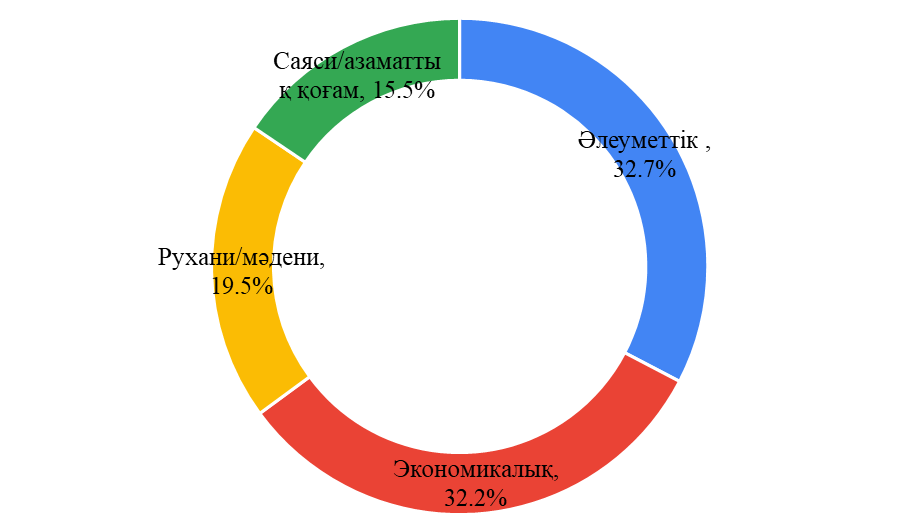 Саяси/азаматты
қ қоғам, 15.5%
Әлеуметтік ,
32.7%
Рухани/мәдени,
19.5%
Экономикалық,
32.2%